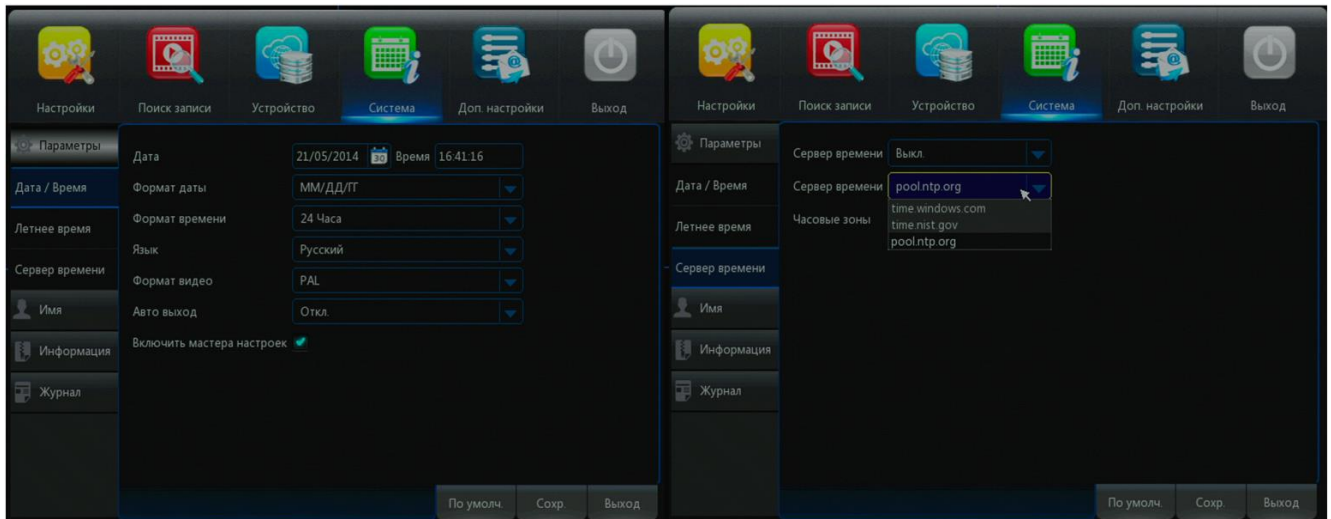 Настройки
Поиск записи
Устройство
Система
Доп. настройки
Выход
Параметры
Дата / Время
Летнее время
Сервер времени
Имя
Информация
Журнал
Дата 21/05/2014 30 Время 16:41:16
Формат даты ММ/ДД/ГГ
Формат времени 24 Часа
Язык Русский
Формат видео PAL
Авто выход Откл.
Включить мастера настроек
По умолч. Сохр. Выход
Настройки
Поиск записи
Устройство
Система
Доп. настройки
Выход
Параметры
Дата / Время
Летнее время
Сервер времени
Имя
Информация
Журнал
Сервер времени Выкл.
Сервер времени pool.ntp.org
time.windows.com
time.nist.gov
pool.ntp.org
Часовые зоны
По умолч. Сохр. Выход